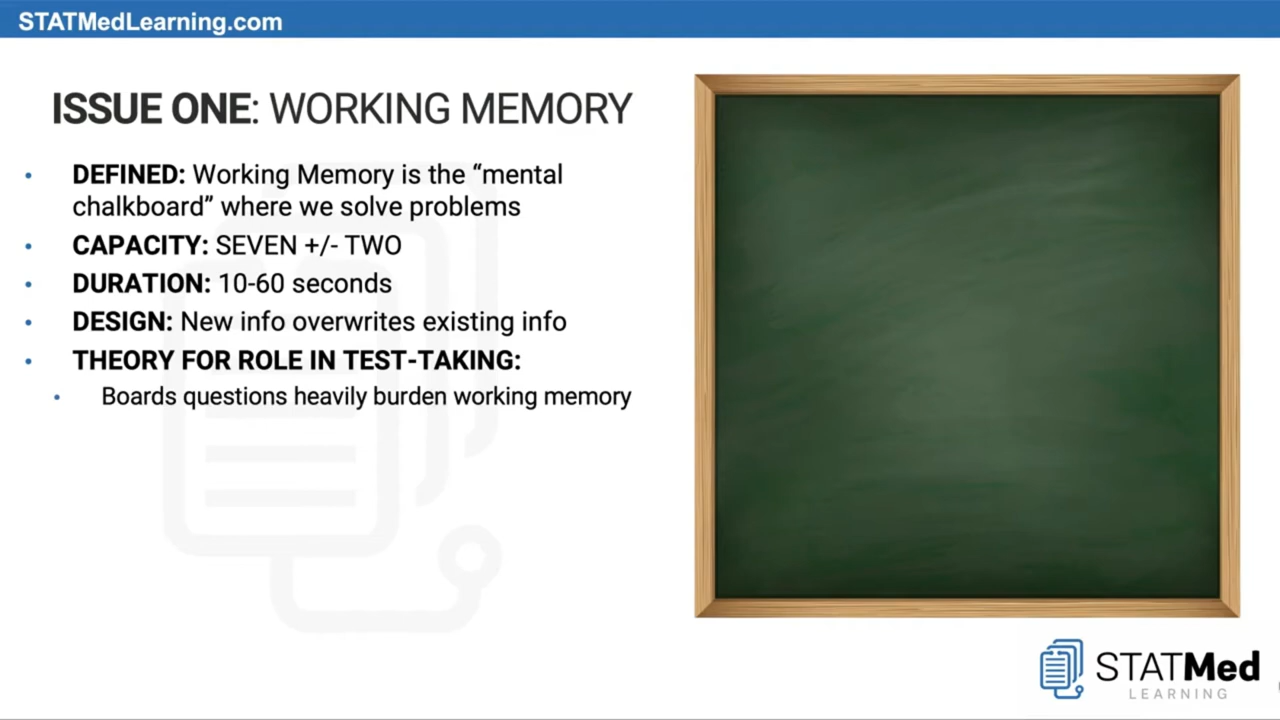 STATMedLearning.com
ISSUE ONE: WORKING MEMORY
• DEFINED: Working Memory is the “mental
chalkboard” where we solve problems
• CAPACITY: SEVEN +/- TWO
• DURATION: 10-60 seconds
• DESIGN: New info overwrites existing info
• THEORY FOR ROLE IN TEST-TAKING:
• Boards questions heavily burden working memory
STATMed
LEARNING